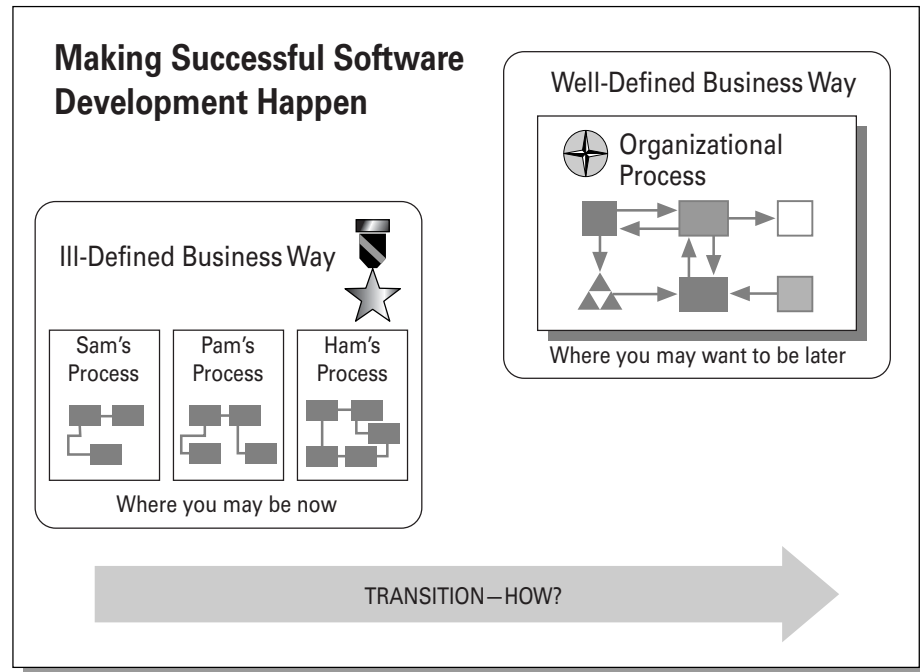 Making Successful Software
Development Happen
Well-Defined Business Way
Organizational
Process
Where you may want to be later
Ill-Defined Business Way
Sam's
Process
Pam's
Process
Ham's
Process
Where you may be now
TRANSITION—HOW?